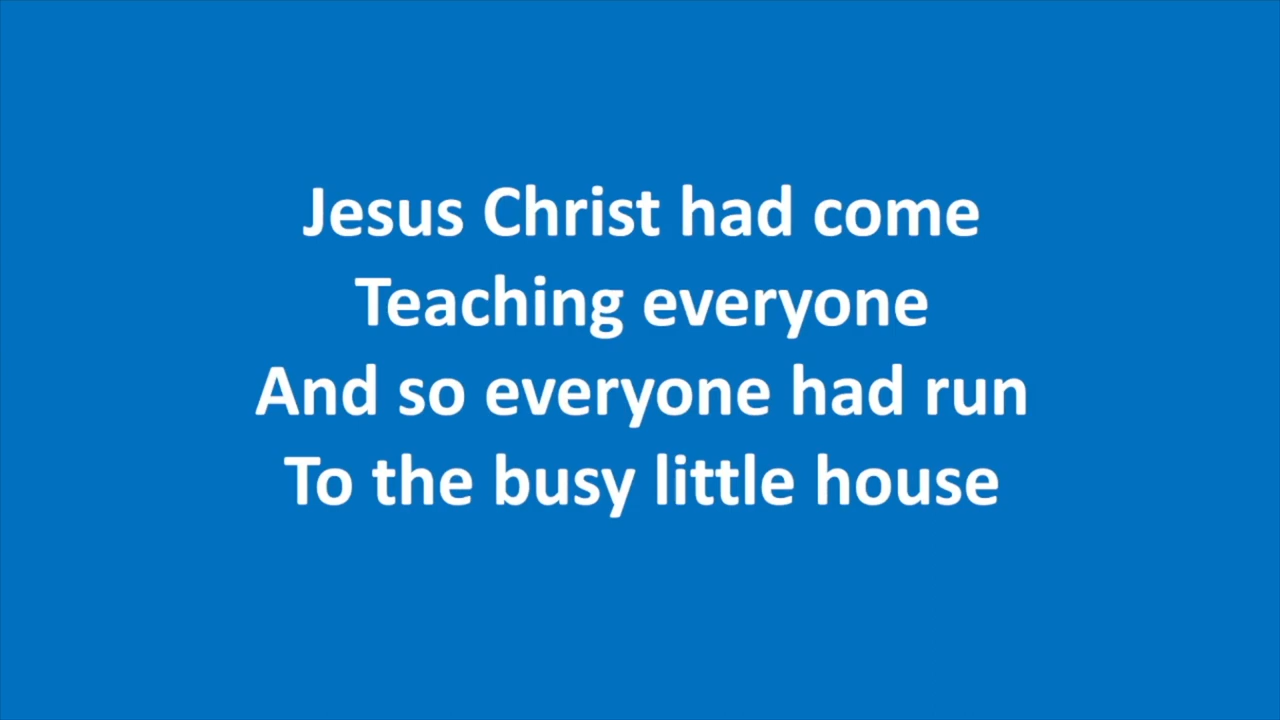 Jesus Christ had come
Teaching everyone
And so everyone had run
To the busy little house